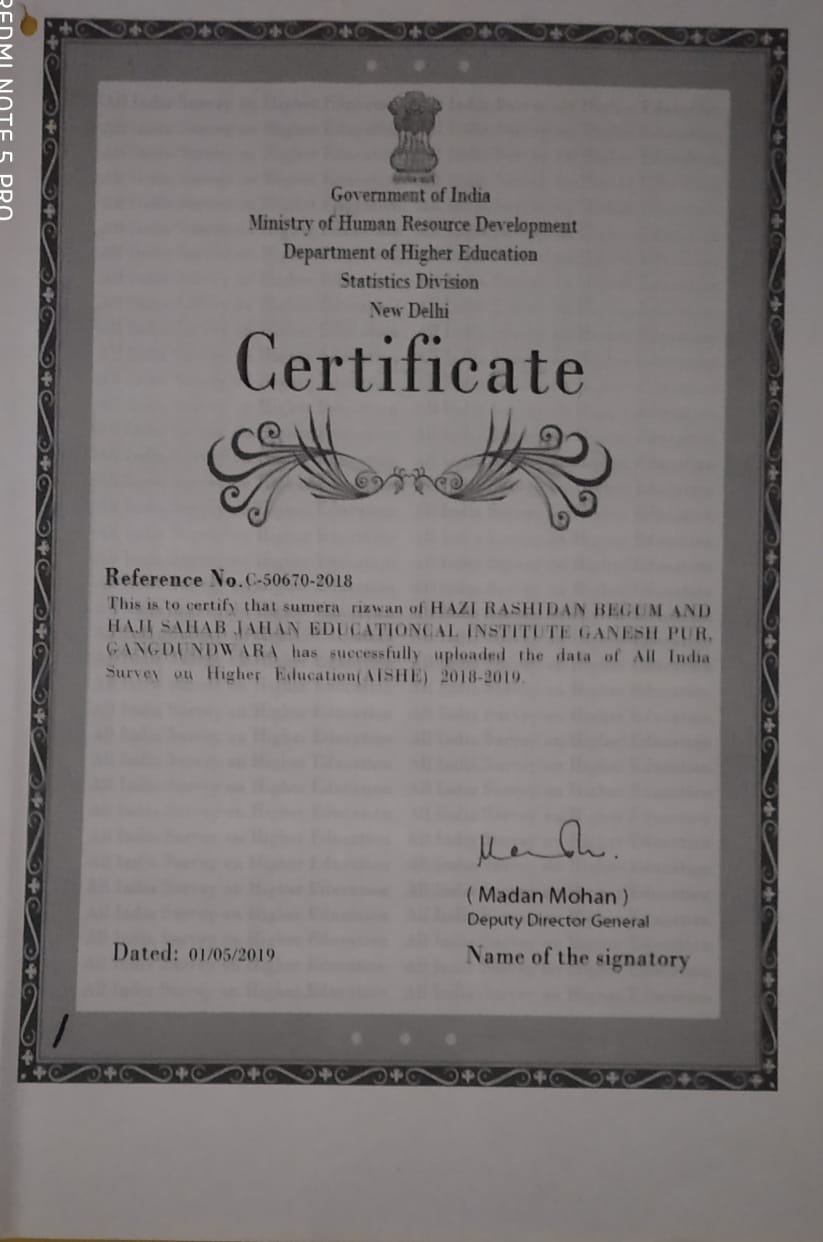 REDMI NOTE 5 PRO
Government of India
Ministry of Human Resource Development
Department of Higher Education
Statistics Division
New Delhi
Certificate
Reference No.C-50670-2018
This is to certify that sumera rizwan of HAZI RASHIDAN BEGUM AND
HAJI SAHAB JAHAN EDUCATIONCAL INSTITUTE GANESH PUR,
GANGDUNDWARA has successfully uploaded the data of All India
Survey on Higher Education(AISHE) 2018-2019.
( Madan Mohan )
Deputy Director General
Dated: 01/05/2019
Name of the signatory